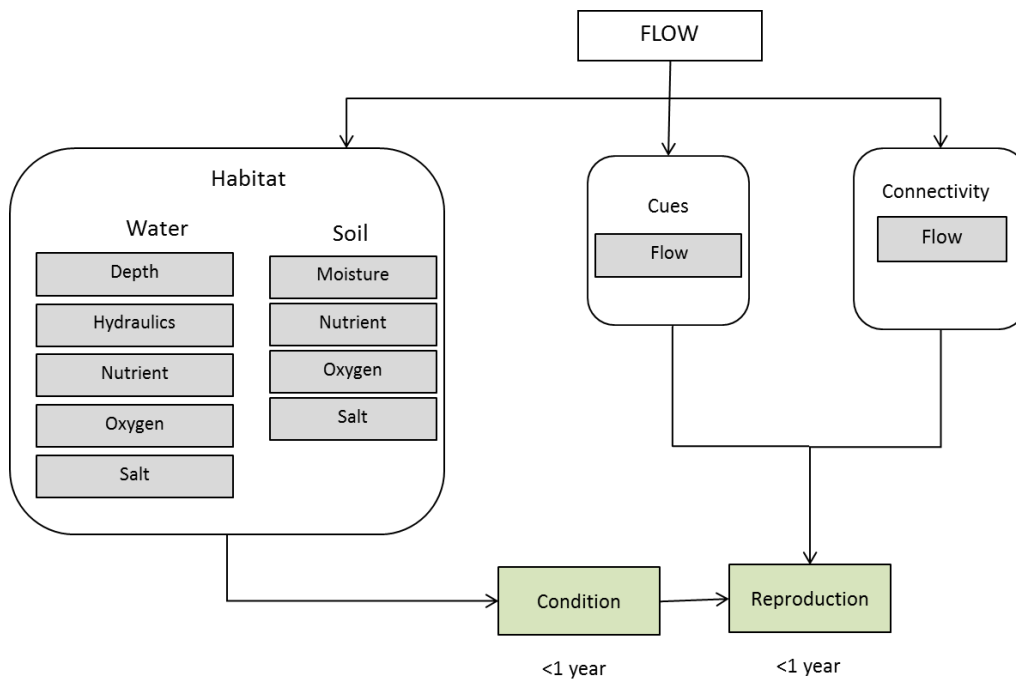 FLOW
Habitat
Water
Depth
Hydraulics
Nutrient
Oxygen
Salt
Soil
Moisture
Nutrient
Oxygen
Salt
Cues
Flow
Connectivity
Flow
Condition
<1 year
Reproduction
<1 year